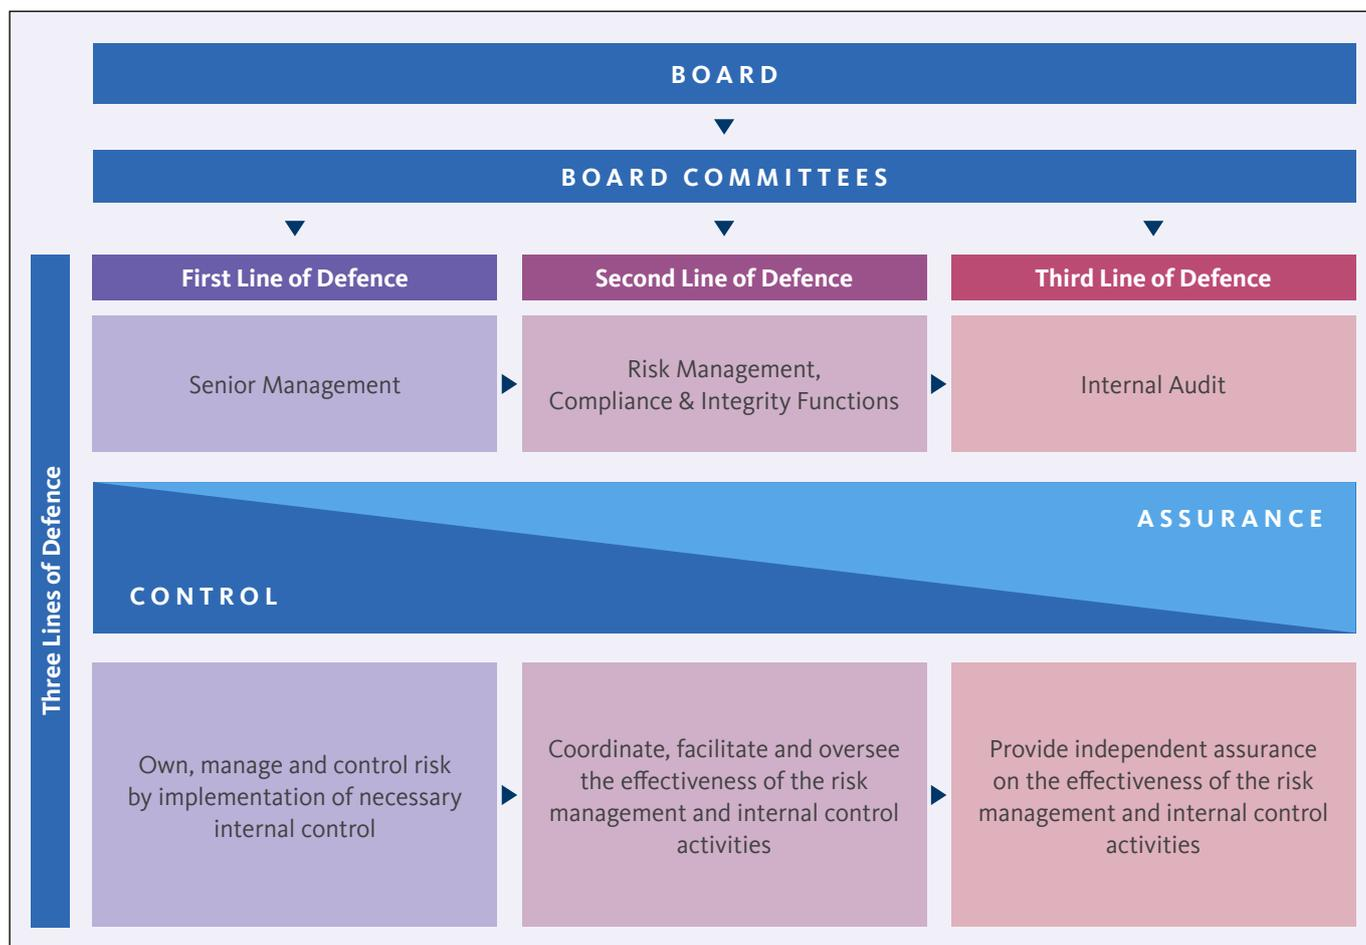 BOARD
BOARD COMMITTEES
Three Lines of Defence
First Line of Defence
Second Line of Defence
Third Line of Defence
Senior Management
Risk Management,
Compliance & Integrity Functions
Internal Audit
ASSURANCE
CONTROL
Own, manage and control risk
by implementation of necessary
internal control
Coordinate, facilitate and oversee
the effectiveness of the risk
management and internal control
activities
Provide independent assurance
on the effectiveness of the risk
management and internal control
activities